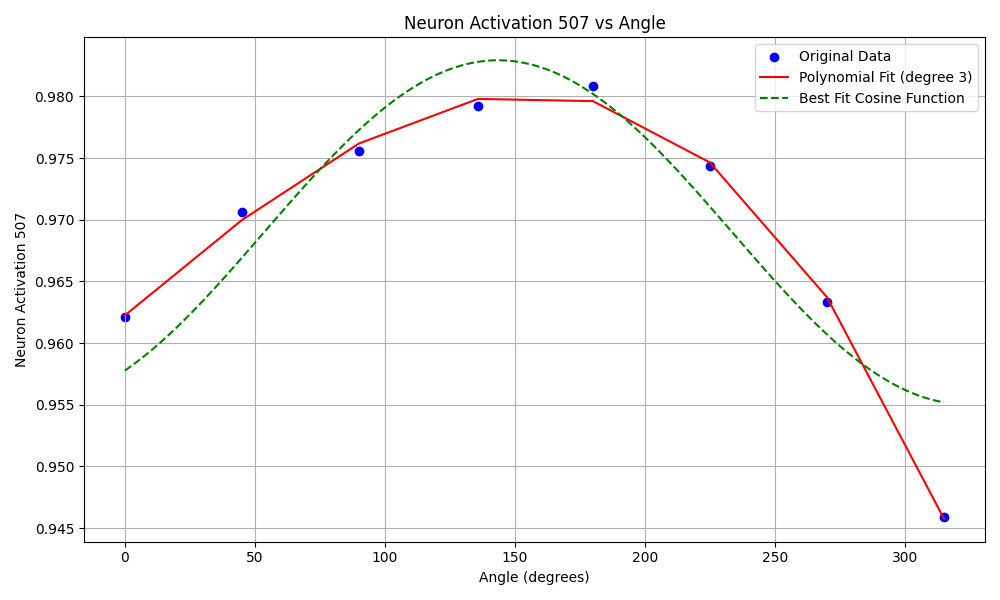 Neuron Activation 507 vs Angle
Original Data
Polynomial Fit (degree 3)
Best Fit Cosine Function
Neuron Activation 507
0.980
0.975
0.970
0.965
0.960
0.955
0.950
0.945
0 50 100 150 200 250 300
Angle (degrees)